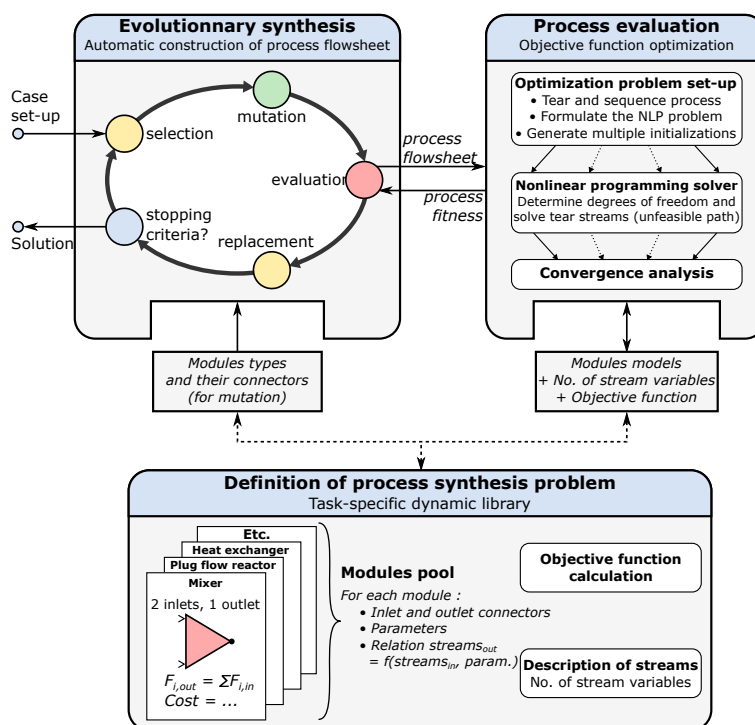 Evolutionnary synthesis
Automatic construction of process flowsheet
Case
set-up
selection
mutation
evaluation
stopping
criteria?
replacement
Solution
process
flowsheet
process
fitness
Process evaluation
Objective function optimization
Optimization problem set-up
• Tear and sequence process
• Formulate the NLP problem
• Generate multiple initializations
Nonlinear programming solver
Determine degrees of freedom and
solve tear streams (unfeasible path)
Convergence analysis
Modules types
and their connectors
(for mutation)
Modules models
+ No. of stream variables
+ Objective function
Definition of process synthesis problem
Task-specific dynamic library
Etc.
Heat exchanger
Plug flow reactor
Mixer
2 inlets, 1 outlet
F_{i,out} = ΣF_{i,in}
Cost = ...
Modules pool
For each module :
• Inlet and outlet connectors
• Parameters
• Relation streams_{out}
= f(streams_{in}, param.)
Objective function
calculation
Description of streams
No. of stream variables